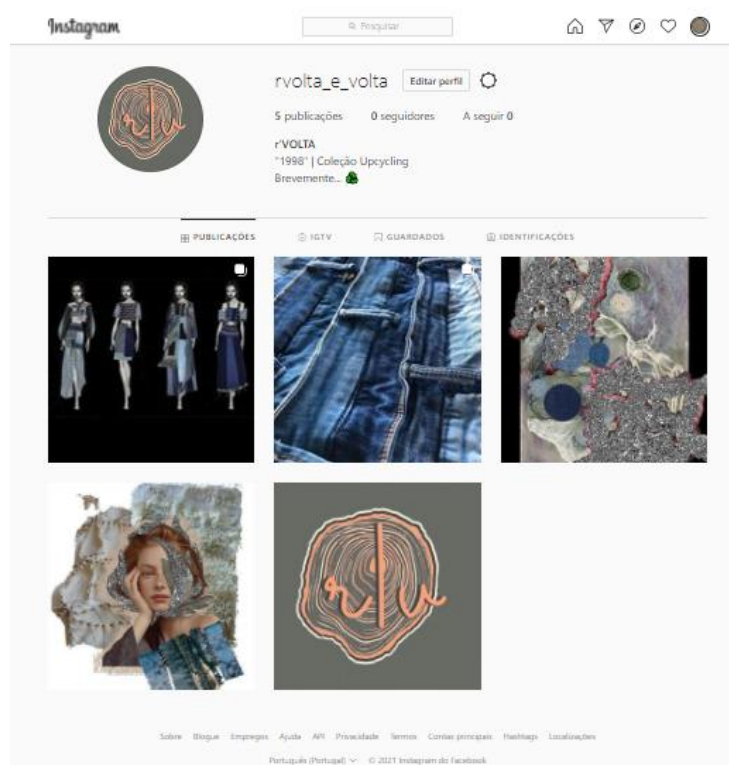 Instagram
Pesquisar
rvolta_e_volta Editar perfil
5 publicações 0 seguidores A seguir 0
r'VOLTA
"1998" | Coleção Upcycling
Brevemente...
PUBLICAÇÕES IGTV GUARDADOS IDENTIFICAÇÕES
r v
r v
Sobre Blogue Empregos Ajuda API Privacidade Termos Contas principais Hashtags Localizações
Português (Portugal) © 2021 Instagram do Facebook